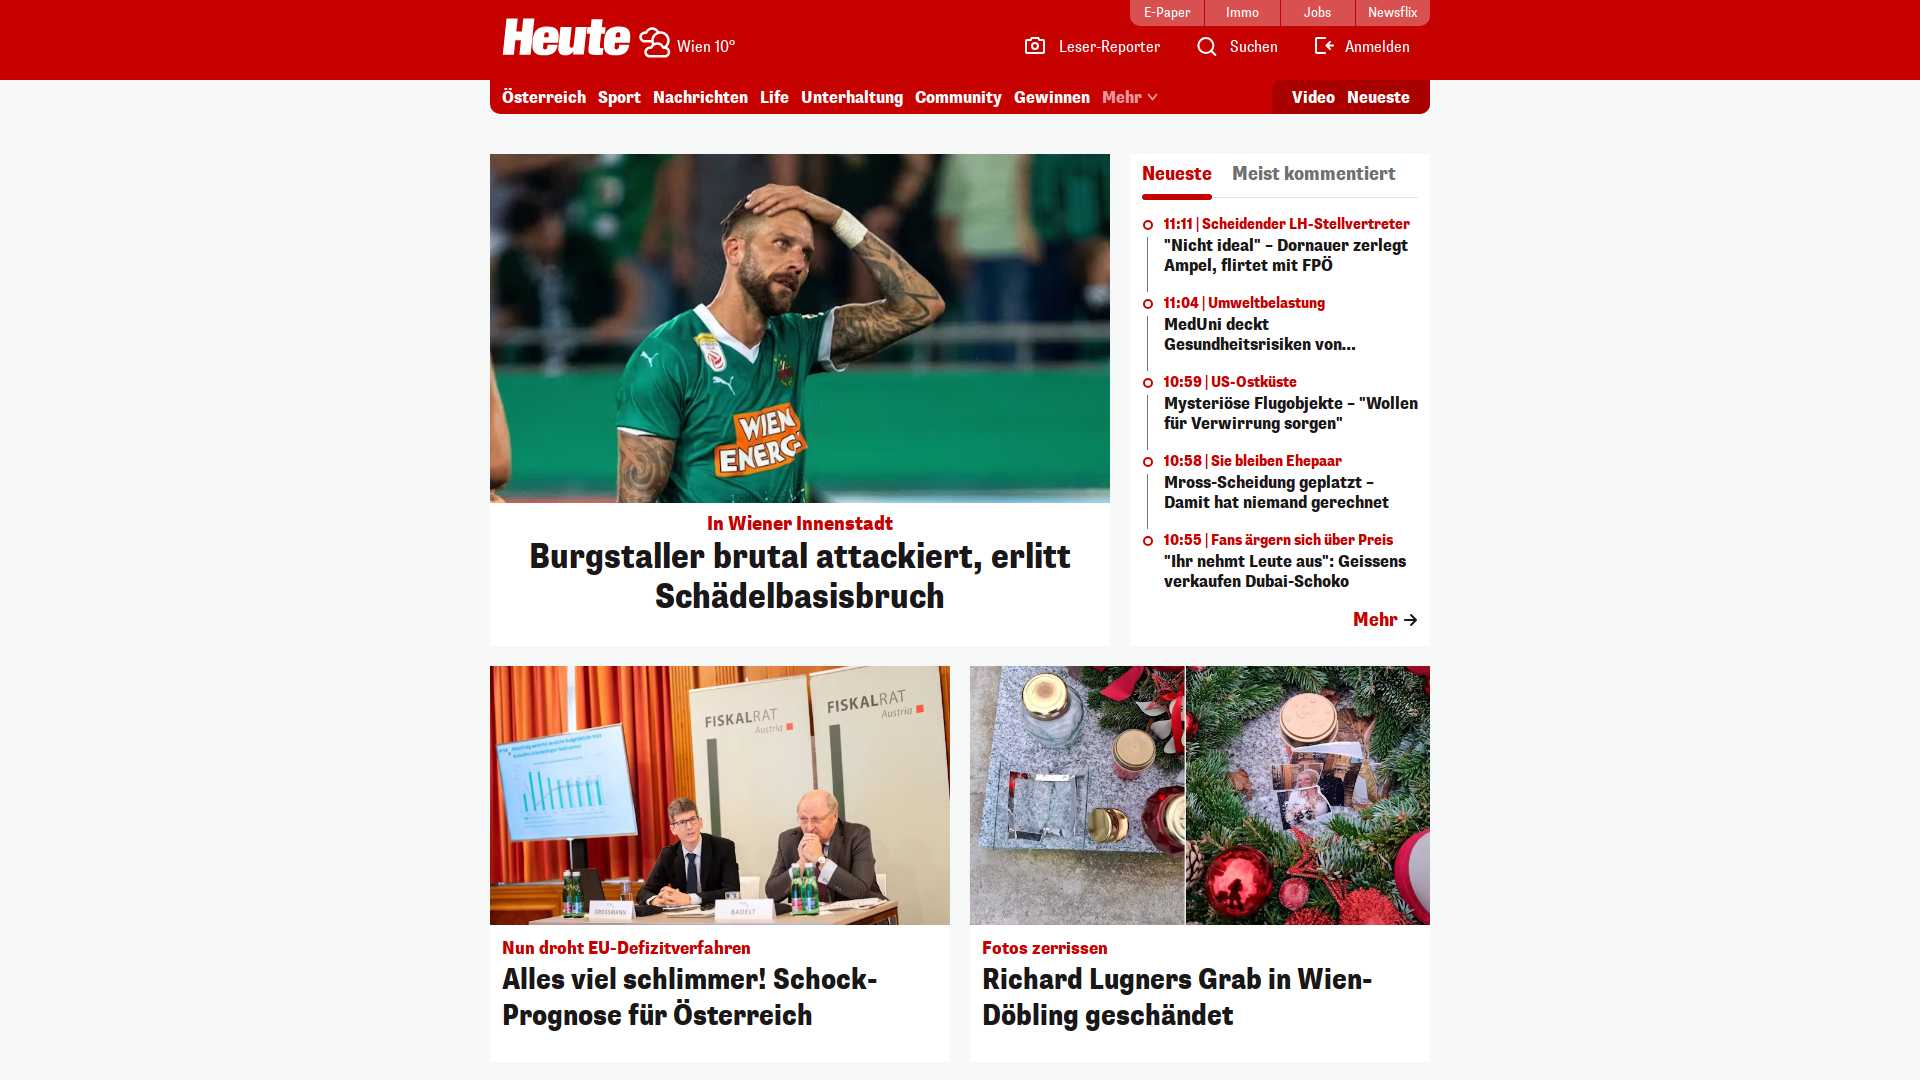 E-Paper
Immo
Jobs
Newsflix
Heute
Wien 10°
Leser-Reporter
Suchen
Anmelden
Österreich
Sport
Nachrichten
Life
Unterhaltung
Community
Gewinnen
Mehr
Video
Neueste
WIEN
ENERGIE
In Wiener Innenstadt
Burgstaller brutal attackiert, erlitt
Schädelbasisbruch
Neueste
Meist kommentiert
11:11 | Scheidender LH-Stellvertreter
"Nicht ideal" – Dornauer zerlegt
Ampel, flirtet mit FPÖ
11:04 | Umweltbelastung
MedUni deckt
Gesundheitsrisiken von...
10:59 | US-Ostküste
Mysteriöse Flugobjekte – "Wollen
für Verwirrung sorgen"
10:58 | Sie bleiben Ehepaar
Mross-Scheidung geplatzt –
Damit hat niemand gerechnet
10:55 | Fans ärgern sich über Preis
"Ihr nehmt Leute aus": Geissens
verkaufen Dubai-Schoko
Mehr
FISKALRAT
Austria
FISKALRAT
Austria
GROSSMANN
BADELT
Nun droht EU-Defizitverfahren
Alles viel schlimmer! Schock-
Prognose für Österreich
Fotos zerrissen
Richard Lugners Grab in Wien-
Döbling geschändet